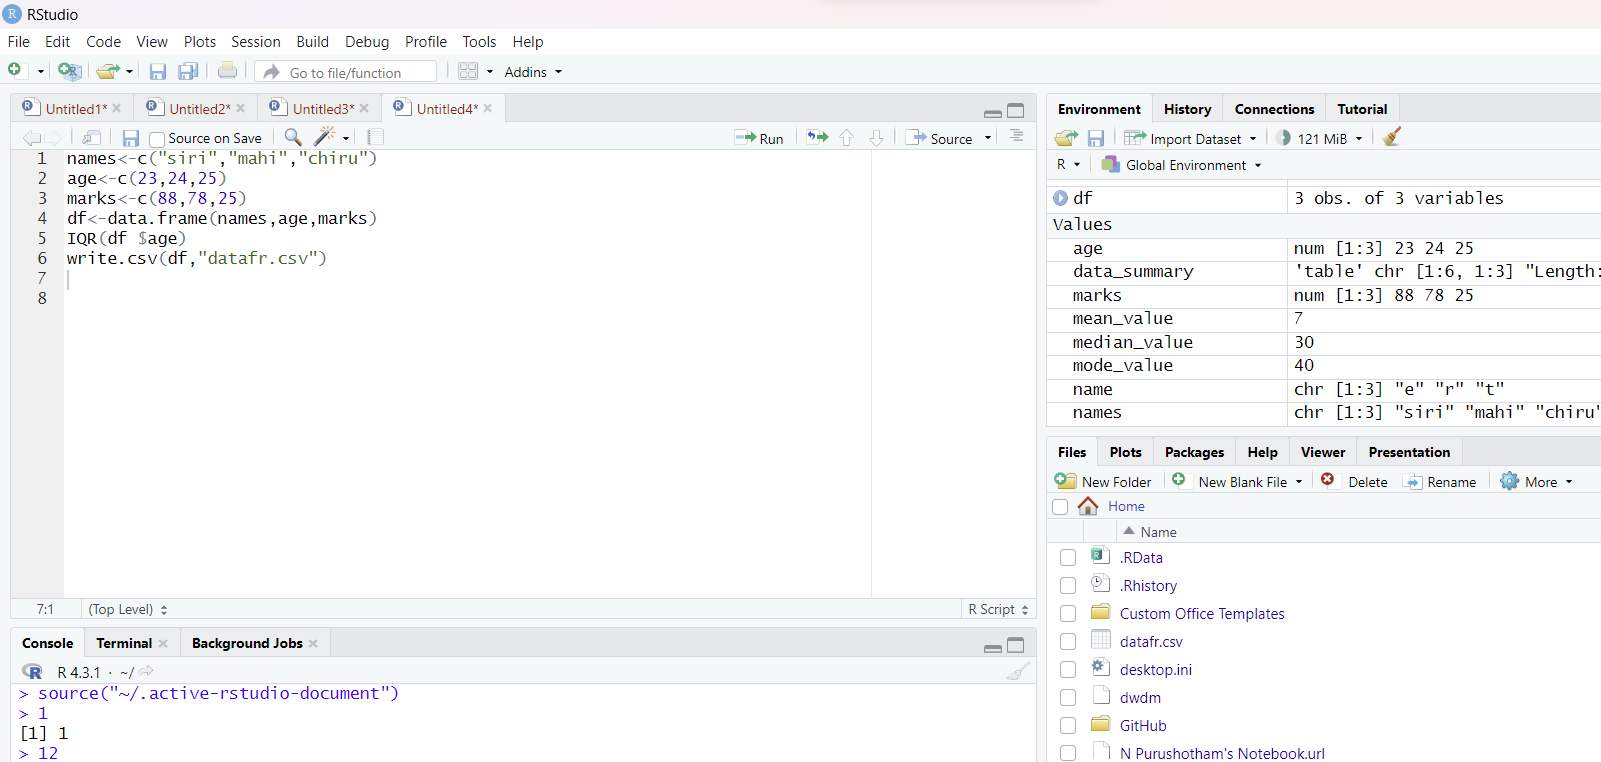 RStudio
File Edit Code View Plots Session Build Debug Profile Tools Help
Go to file/function Addins
Untitled1* Untitled2* Untitled3* Untitled4*
Source on Save Run Source
1 names<-c("siri","mahi","chiru")
2 age<-c(23,24,25)
3 marks<-c(88,78,25)
4 df<-data.frame(names,age,marks)
5 IQR(df $age)
6 write.csv(df,"datafr.csv")
7
8
7:1 (Top Level) R Script
Console Terminal Background Jobs
R 4.3.1 · ~/
> source("~/.active-rstudio-document")
> 1
[1] 1
> 12
Environment History Connections Tutorial
Import Dataset 121 MiB
R Global Environment
df 3 obs. of 3 variables
Values
age num [1:3] 23 24 25
data_summary 'table' chr [1:6, 1:3] "Length:
marks num [1:3] 88 78 25
mean_value 7
median_value 30
mode_value 40
name chr [1:3] "e" "r" "t"
names chr [1:3] "siri" "mahi" "chiru"
Files Plots Packages Help Viewer Presentation
New Folder New Blank File Delete Rename More
Home
Name
.RData
.Rhistory
Custom Office Templates
datafr.csv
desktop.ini
dwdm
GitHub
N Purushotham's Notebook.url